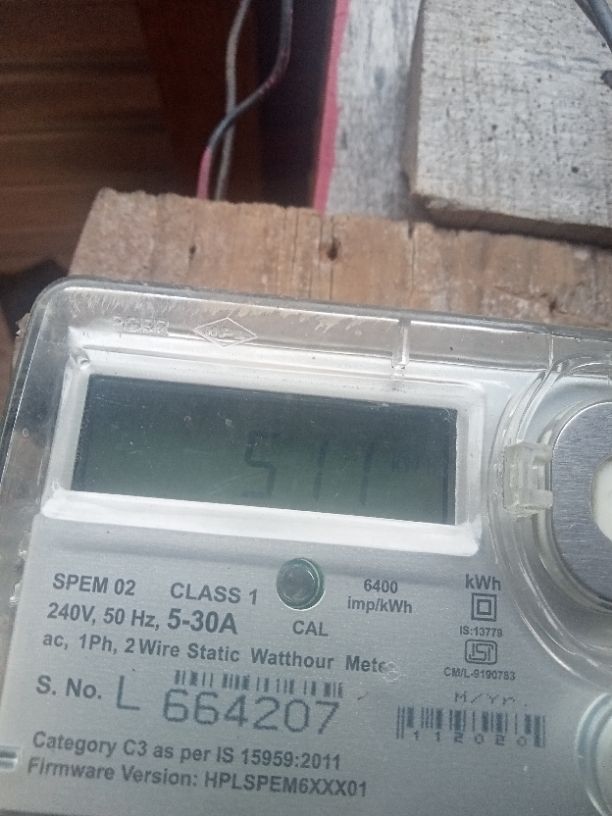 511 kWh
SPEM 02 CLASS 1 6400 imp/kWh kWh
240V, 50 Hz, 5-30A CAL IS:13779
ac, 1Ph, 2 Wire Static Watthour Meter CM/L-9190783
S. No. L 664207 M/Yr.
112020
Category C3 as per IS 15959:2011
Firmware Version: HPLSPEM6XXX01